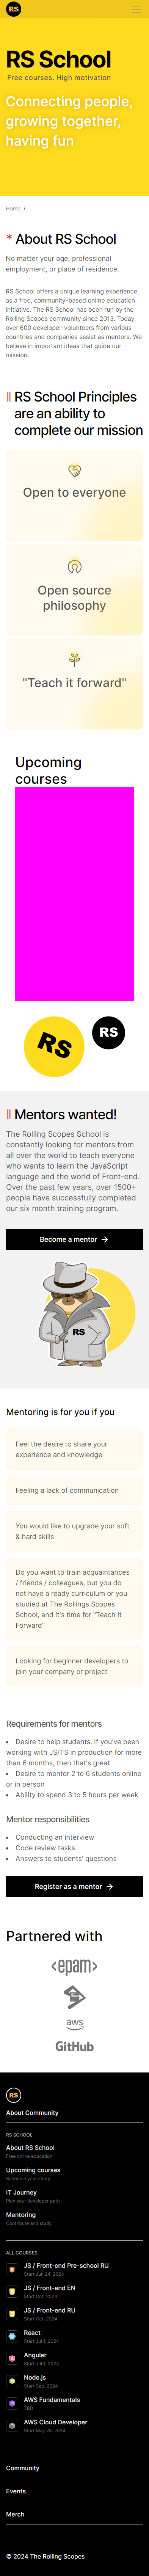 RS
RS School
Free courses. High motivation
Connecting people,
growing together,
having fun
Home /
* About RS School
No matter your age, professional
employment, or place of residence.
RS School offers a unique learning experience
as a free, community-based online education
initiative. The RS School has been run by the
Rolling Scopes community since 2013. Today,
over 600 developer-volunteers from various
countries and companies assist as mentors. We
believe in important ideas that guide our
mission.
RS School Principles
are an ability to
complete our mission
Open to everyone
Open source
philosophy
"Teach it forward"
Upcoming
courses
RS
RS
Mentors wanted!
The Rolling Scopes School is
constantly looking for mentors from
all over the world to teach everyone
who wants to learn the JavaScript
language and the world of Front-end.
Over the past few years, over 1500+
people have successfully completed
our six month training program.
Become a mentor →
RS
Mentoring is for you if you
Feel the desire to share your
experience and knowledge
Feeling a lack of communication
You would like to upgrade your soft
& hard skills
Do you want to train acquaintances
/ friends / colleagues, but you do
not have a ready curriculum or you
studied at The Rollings Scopes
School, and it's time for "Teach It
Forward"
Looking for beginner developers to
join your company or project
Requirements for mentors
• Desire to help students. If you've been
working with JS/TS in production for more
than 6 months, then that's great.
• Desire to mentor 2 to 6 students online
or in person
• Ability to spend 3 to 5 hours per week
Mentor responsibilities
• Conducting an interview
• Code review tasks
• Answers to students' questions
Register as a mentor →
Partnered with
<epam>
aws
GitHub
RS
About Community
RS SCHOOL
About RS School
Free online education
Upcoming courses
Schedule your study
IT Journey
Plan your developer path
Mentoring
Contribute and study
ALL COURSES
JS / Front-end Pre-school RU
Start Jun 24, 2024
JS / Front-end EN
Start Oct, 2024
JS / Front-end RU
Start Oct, 2024
React
Start Jul 1, 2024
Angular
Start Jul 1, 2024
Node.js
Start Sep, 2024
AWS Fundamentals
TBD
AWS Cloud Developer
Start May 28, 2024
Community
Events
Merch
© 2024 The Rolling Scopes